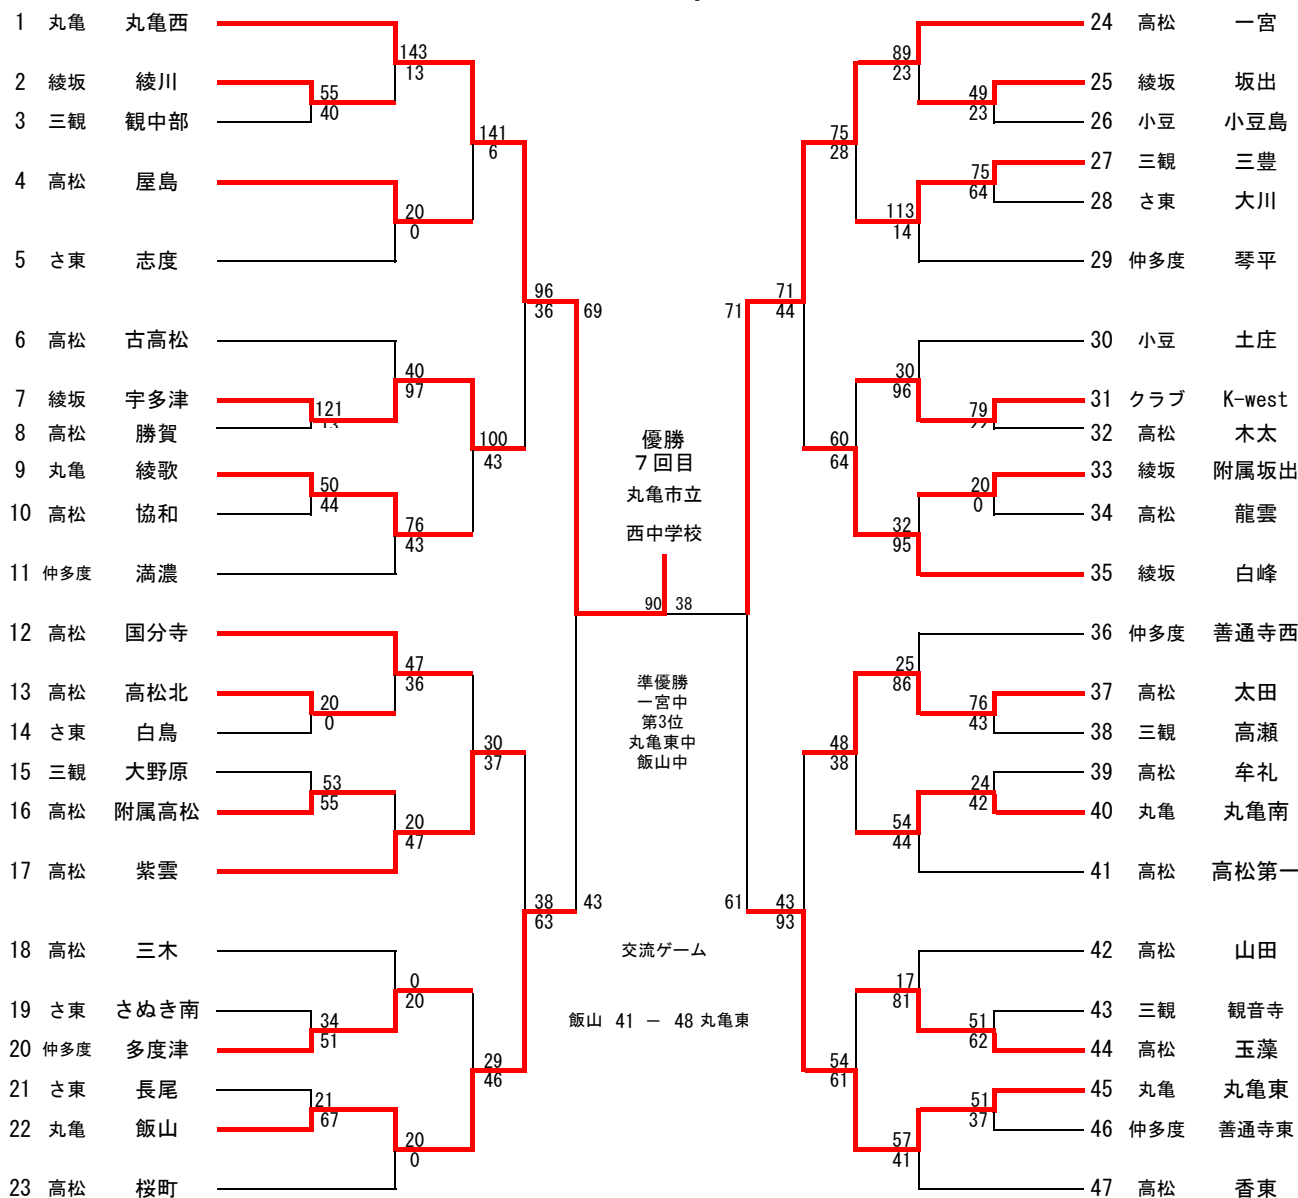 1 丸亀 丸亀西
2 綾坂 綾川
3 三観 観中部
4 高松 屋島
5 さ東 志度
6 高松 古高松
7 綾坂 宇多津
8 高松 勝賀
9 丸亀 綾歌
10 高松 協和
11 仲多度 満濃
12 高松 国分寺
13 高松 高松北
14 さ東 白鳥
15 三観 大野原
16 高松 附属高松
17 高松 紫雲
18 高松 三木
19 さ東 さぬき南
20 仲多度 多度津
21 さ東 長尾
22 丸亀 飯山
23 高松 桜町
143
13
55
40
141
6
20
0
96
36
69
40
97
121
100
43
50
44
76
43
47
36
20
0
30
37
53
55
20
47
38
63
43
0
20
34
51
29
46
21
67
20
0
優勝
7回目
丸亀市立
西中学校
90 38
準優勝
一宮中
第3位
丸亀東中
飯山中
交流ゲーム
飯山 41 － 48 丸亀東
89
23
49
23
75
28
75
64
113
14
71
71
44
30
96
79
60
64
20
0
32
95
25
86
76
43
48
38
24
42
54
44
61
43
93
17
81
51
62
54
61
51
37
57
41
24 高松 一宮
25 綾坂 坂出
26 小豆 小豆島
27 三観 三豊
28 さ東 大川
29 仲多度 琴平
30 小豆 土庄
31 クラブ K-west
32 高松 木太
33 綾坂 附属坂出
34 高松 龍雲
35 綾坂 白峰
36 仲多度 善通寺西
37 高松 太田
38 三観 高瀬
39 高松 牟礼
40 丸亀 丸亀南
41 高松 高松第一
42 高松 山田
43 三観 観音寺
44 高松 玉藻
45 丸亀 丸亀東
46 仲多度 善通寺東
47 高松 香東